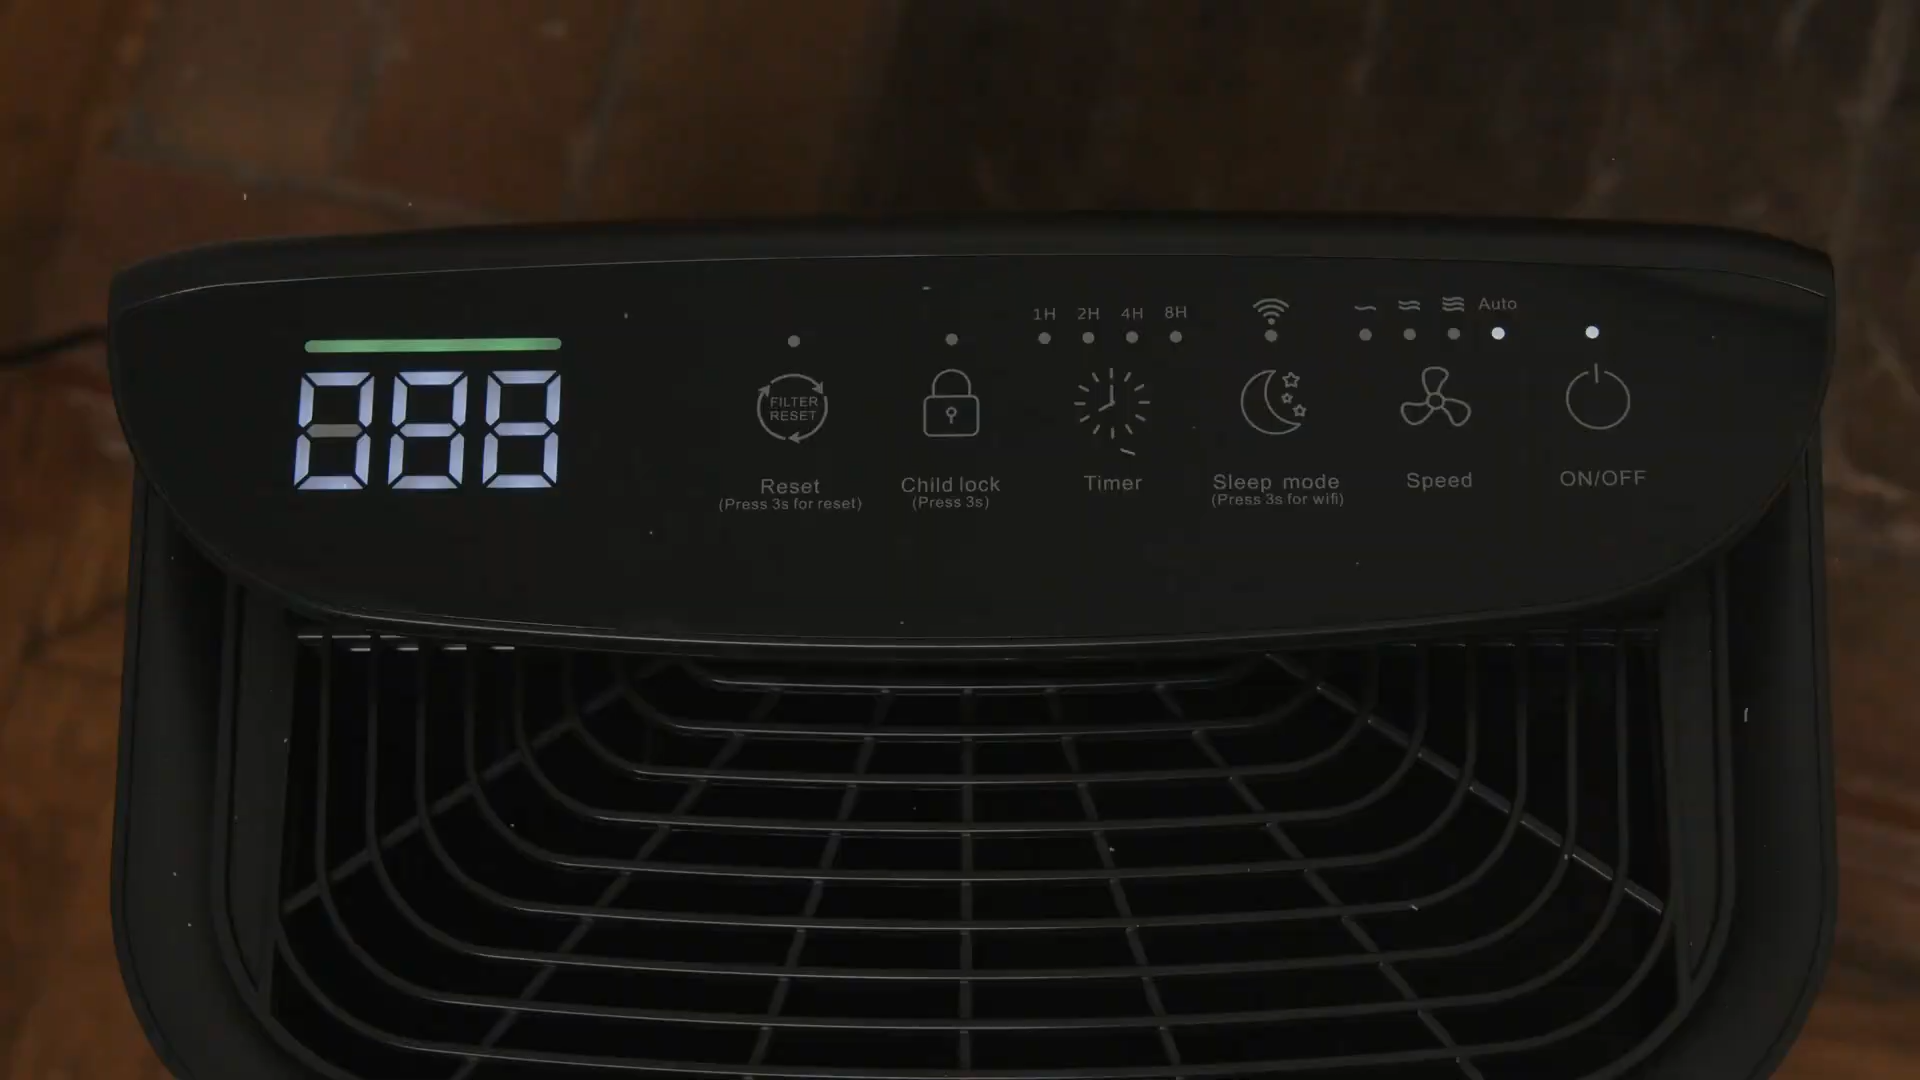 1H 2H 4H 8H
Auto
088
FILTER
RESET
Reset
(Press 3s for reset)
Child lock
(Press 3s)
Timer
Sleep mode
(Press 3s for wifi)
Speed
ON/OFF